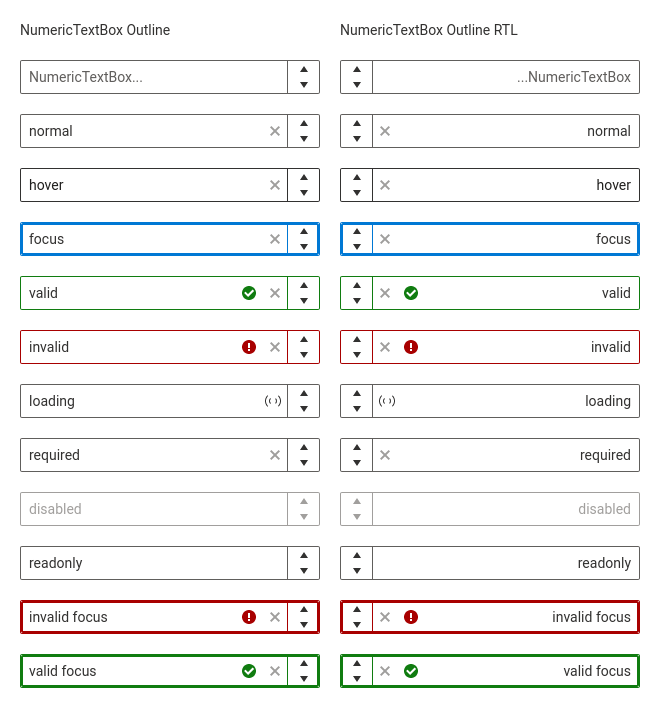 NumericTextBox Outline
NumericTextBox Outline RTL
NumericTextBox...
...NumericTextBox
normal
normal
hover
hover
focus
focus
valid
valid
invalid
invalid
loading
loading
required
required
disabled
disabled
readonly
readonly
invalid focus
invalid focus
valid focus
valid focus